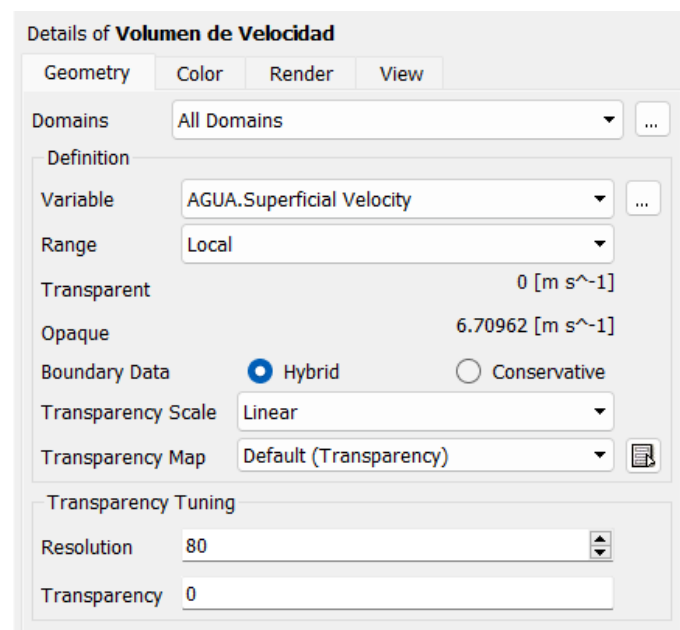 Details of Volumen de Velocidad
Geometry Color Render View
Domains All Domains ...
Definition
Variable AGUA.Superficial Velocity ...
Range Local
Transparent 0 [m s^-1]
Opaque 6.70962 [m s^-1]
Boundary Data Hybrid Conservative
Transparency Scale Linear
Transparency Map Default (Transparency)
Transparency Tuning
Resolution 80
Transparency 0